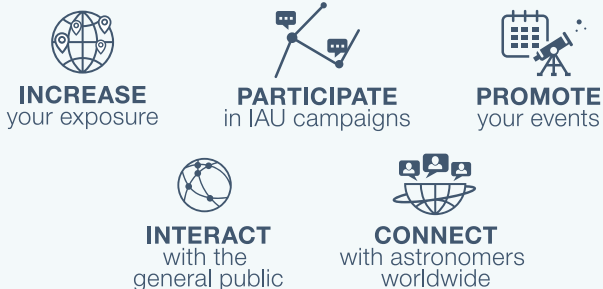 INCREASE
your exposure
PARTICIPATE
in IAU campaigns
PROMOTE
your events
INTERACT
with the
general public
CONNECT
with astronomers
worldwide